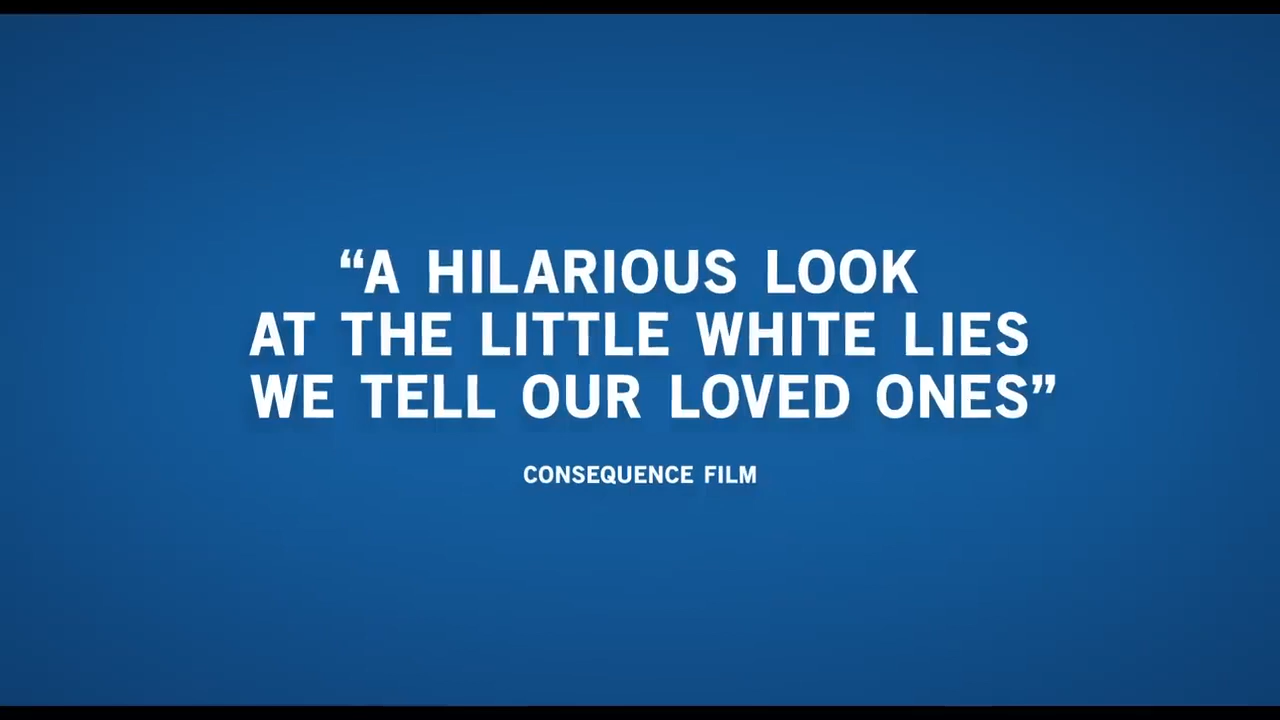 “A HILARIOUS LOOK
AT THE LITTLE WHITE LIES
WE TELL OUR LOVED ONES”
CONSEQUENCE FILM